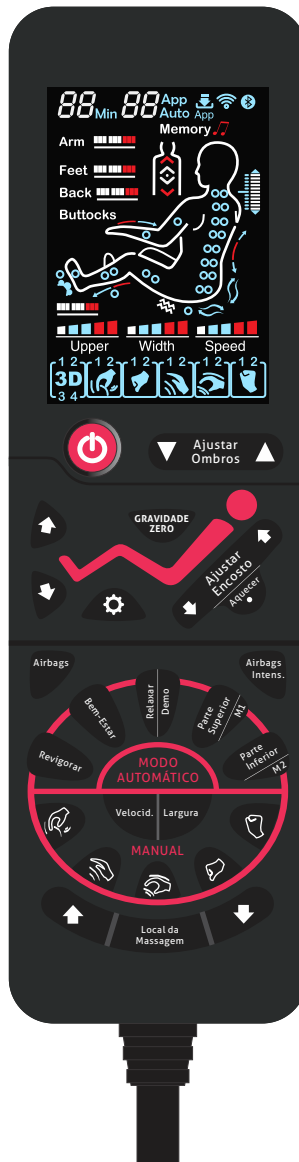 88 Min 88 App Auto App
Memory
Arm
Feet
Back
Buttocks
Upper Width Speed
1 2 1 2 1 2 1 2 1 2 1 2
3D
3 4
Ajustar
Ombros
GRAVIDADE
ZERO
Ajustar
Encosto
Aquecer
Airbags
Airbags
Intens.
Revigorar
Bem-Estar
Relaxar
Demo
Parte
Superior
M1
Parte
Inferior
M2
MODO
AUTOMÁTICO
Velocid. Largura
MANUAL
Local da
Massagem